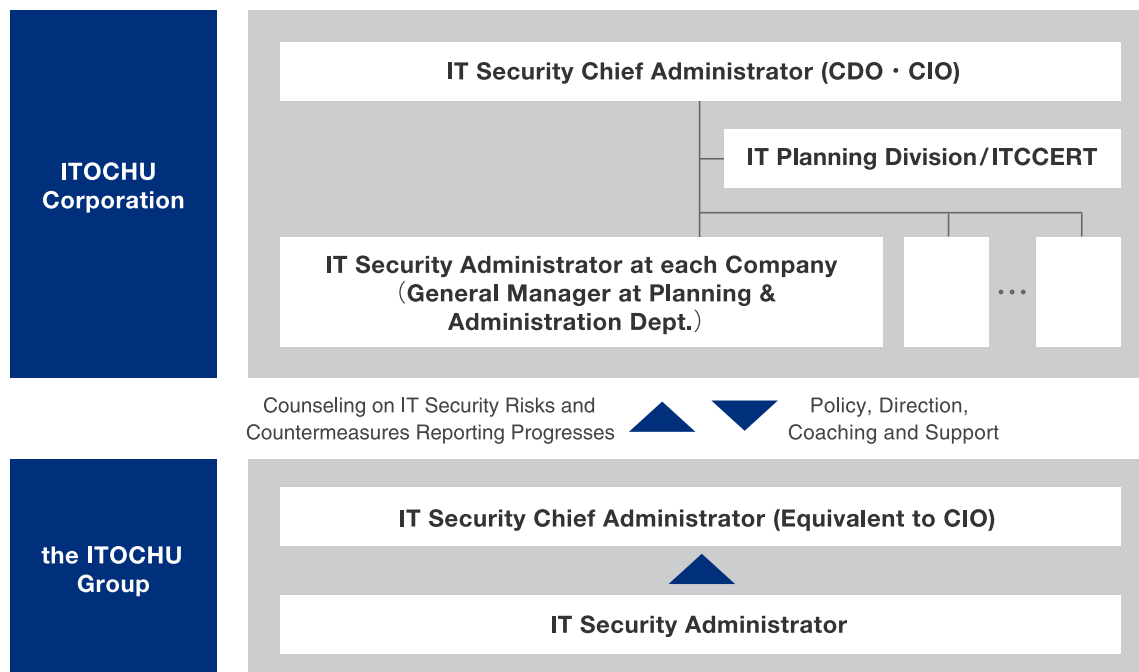 ITOCHU
Corporation
IT Security Chief Administrator (CDO・CIO)
IT Planning Division/ITCCERT
IT Security Administrator at each Company
（General Manager at Planning &
Administration Dept.）
…
Counseling on IT Security Risks and
Countermeasures Reporting Progresses
Policy, Direction,
Coaching and Support
the ITOCHU
Group
IT Security Chief Administrator (Equivalent to CIO)
IT Security Administrator